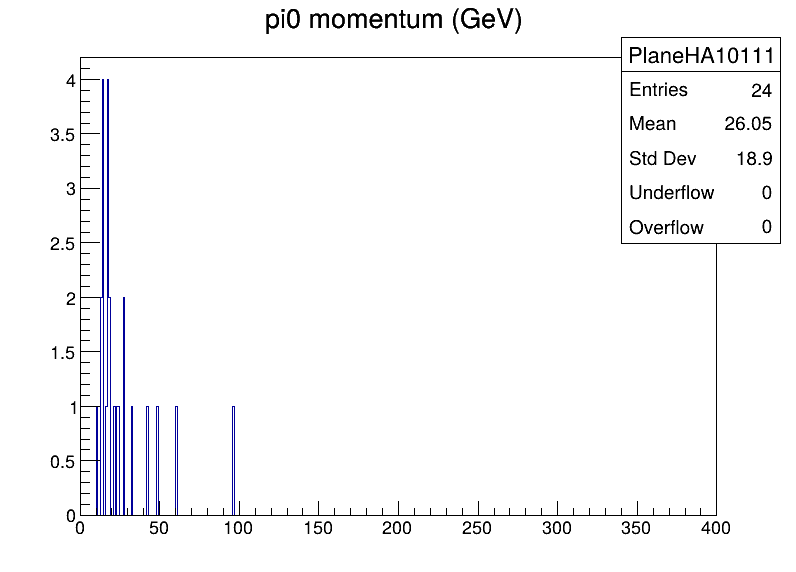 pi0 momentum (GeV)
PlaneHA10111
Entries 24
Mean 26.05
Std Dev 18.9
Underflow 0
Overflow 0
4
3.5
3
2.5
2
1.5
1
0.5
0
0 50 100 150 200 250 300 350 400